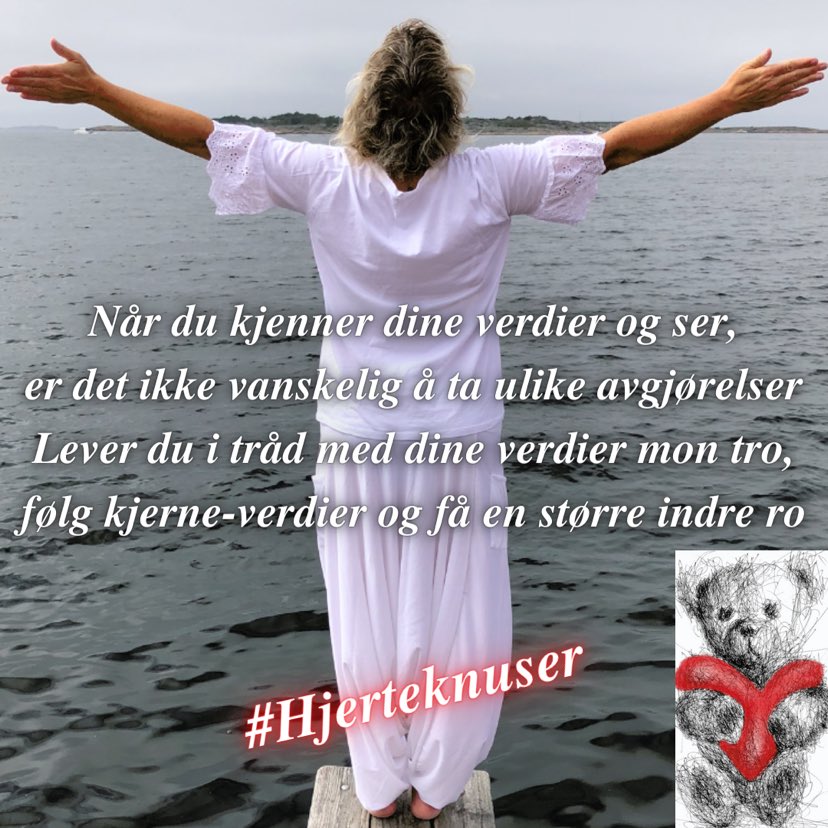 Når du kjenner dine verdier og ser,
er det ikke vanskelig å ta ulike avgjørelser
Lever du i tråd med dine verdier mon tro,
følg kjerne-verdier og få en større indre ro
#Hjerteknuser